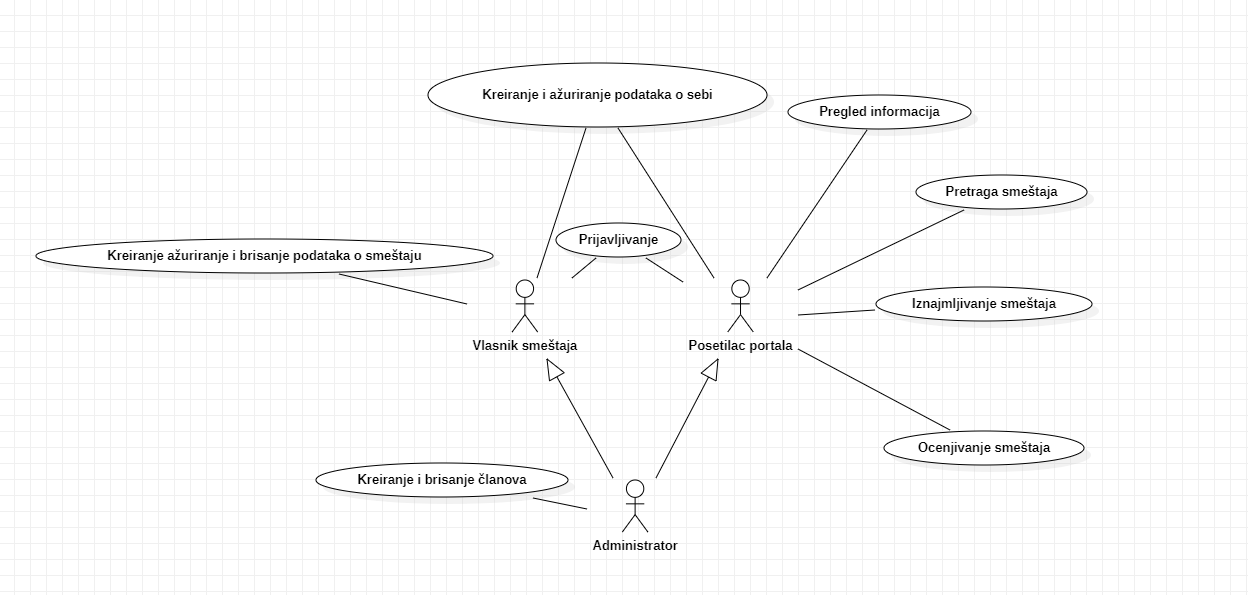 Kreiranje i ažuriranje podataka o sebi
Pregled informacija
Pretraga smeštaja
Prijavljivanje
Kreiranje ažuriranje i brisanje podataka o smeštaju
Iznajmljivanje smeštaja
Vlasnik smeštaja
Posetilac portala
Ocenjivanje smeštaja
Kreiranje i brisanje članova
Administrator